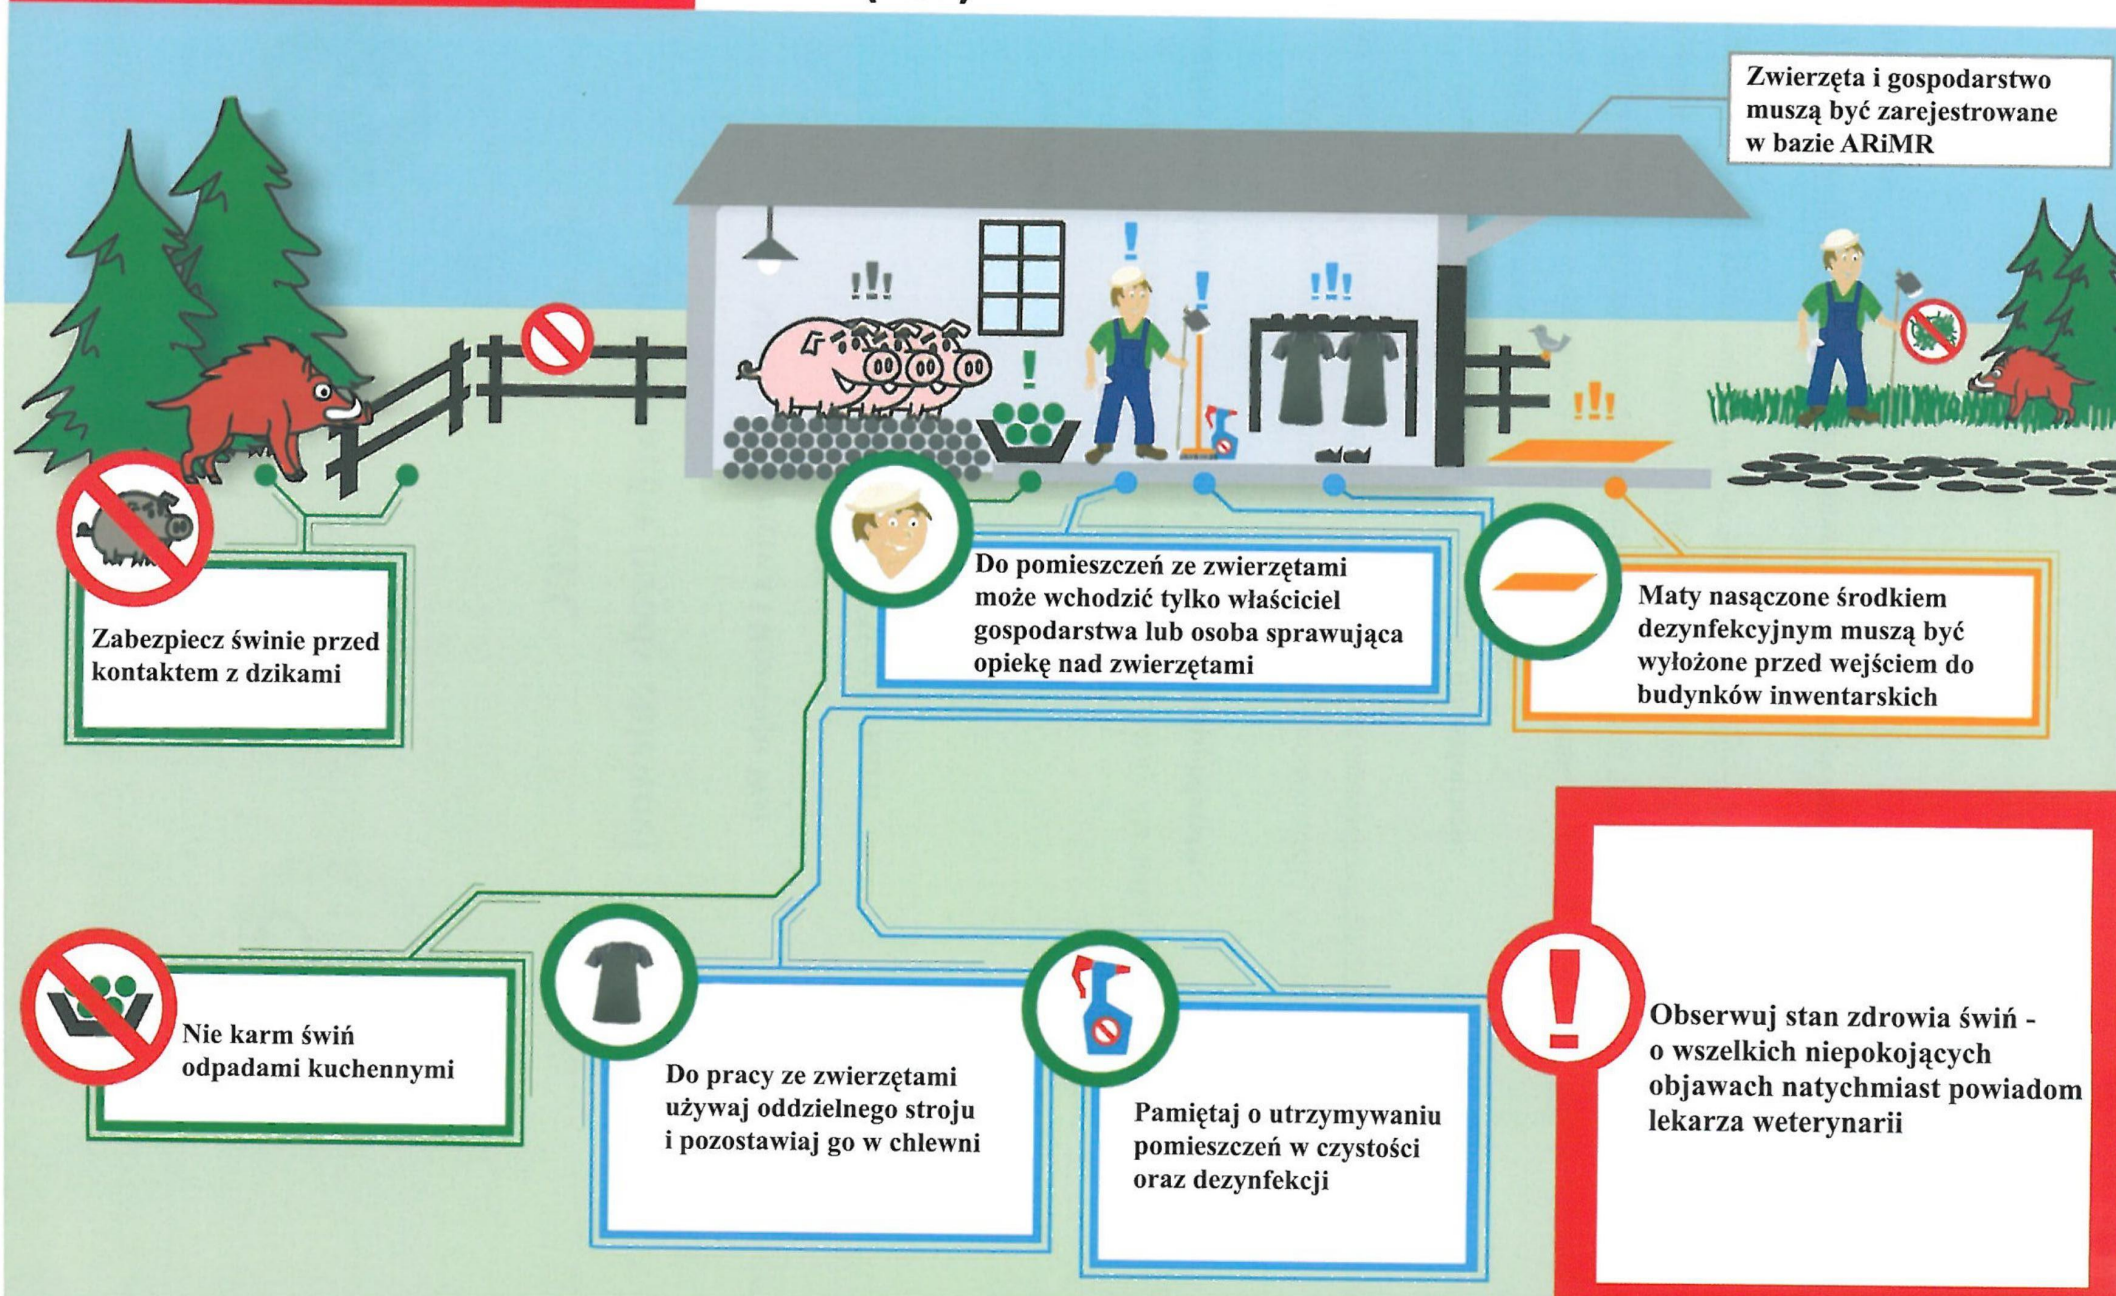 Zwierzęta i gospodarstwo
muszą być zarejestrowane
w bazie ARiMR
Zabezpiecz świnie przed
kontaktem z dzikami
Do pomieszczeń ze zwierzętami
może wchodzić tylko właściciel
gospodarstwa lub osoba sprawująca
opiekę nad zwierzętami
Maty nasączone środkiem
dezynfekcyjnym muszą być
wyłożone przed wejściem do
budynków inwentarskich
Nie karm świń
odpadami kuchennymi
Do pracy ze zwierzętami
używaj oddzielnego stroju
i pozostawiaj go w chlewni
Pamiętaj o utrzymywaniu
pomieszczeń w czystości
oraz dezynfekcji
Obserwuj stan zdrowia świń -
o wszelkich niepokojących
objawach natychmiast powiadom
lekarza weterynarii